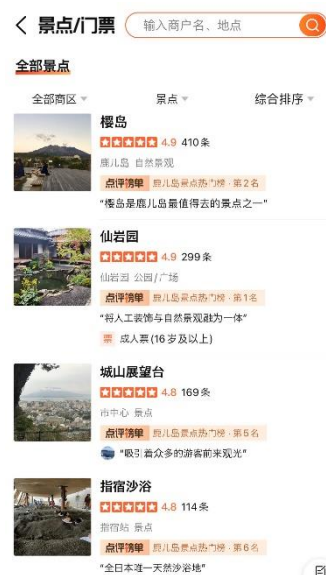 景点/门票
输入商户名、地点
全部景点
全部商区
景点
综合排序
樱岛
4.9 410条
鹿儿岛 自然景观
点评榜单 鹿儿岛景点热门榜·第2名
“樱岛是鹿儿岛最值得去的景点之一”
仙岩园
4.9 299条
仙岩园 公园/广场
点评榜单 鹿儿岛景点热门榜·第1名
“将人工装饰与自然景观融为一体”
票 成人票(16岁及以上)
城山展望台
4.8 169条
市中心 景点
点评榜单 鹿儿岛景点热门榜·第5名
“吸引着众多的游客前来观光”
指宿沙浴
4.8 114条
指宿站 景点
点评榜单 鹿儿岛景点热门榜·第6名
“全日本唯一天然沙浴地”